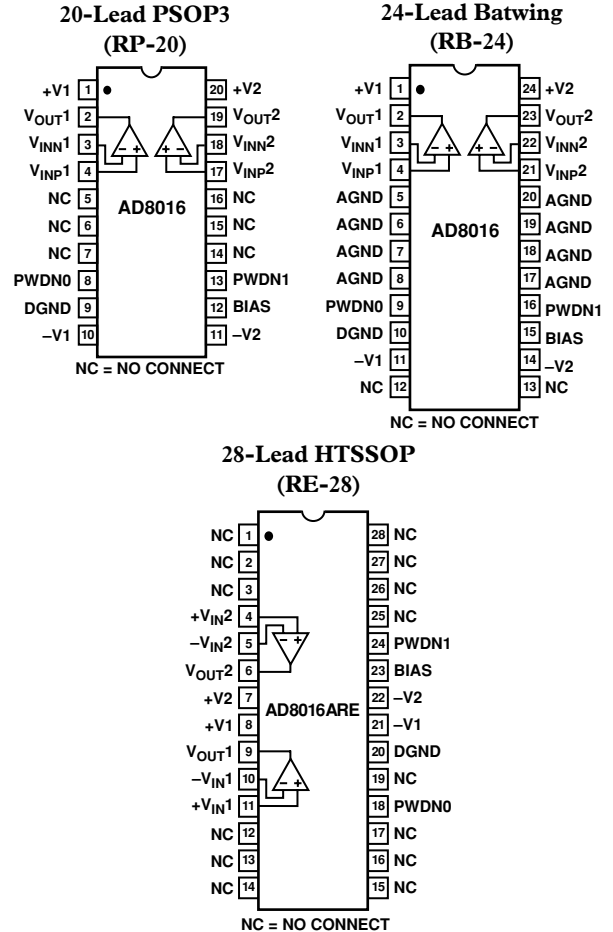 20-Lead PSOP3
(RP-20)
+V1 1 20 +V2
VOUT1 2 19 VOUT2
VINN1 3 18 VINN2
VINP1 4 17 VINP2
NC 5 16 NC
NC 6 15 NC
NC 7 14 NC
PWDN0 8 13 PWDN1
DGND 9 12 BIAS
–V1 10 11 –V2
– + + –
AD8016
NC = NO CONNECT
24-Lead Batwing
(RB-24)
+V1 1 24 +V2
VOUT1 2 23 VOUT2
VINN1 3 22 VINN2
VINP1 4 21 VINP2
AGND 5 20 AGND
AGND 6 19 AGND
AGND 7 18 AGND
AGND 8 17 AGND
PWDN0 9 16 PWDN1
DGND 10 15 BIAS
–V1 11 14 –V2
NC 12 13 NC
– + + –
AD8016
NC = NO CONNECT
28-Lead HTSSOP
(RE-28)
NC 1 28 NC
NC 2 27 NC
NC 3 26 NC
+VIN2 4 25 NC
–VIN2 5 – + 24 PWDN1
VOUT2 6 23 BIAS
+V2 7 22 –V2
+V1 8 AD8016ARE 21 –V1
VOUT1 9 20 DGND
–VIN1 10 – + 19 NC
+VIN1 11 18 PWDN0
NC 12 17 NC
NC 13 16 NC
NC 14 15 NC
NC = NO CONNECT